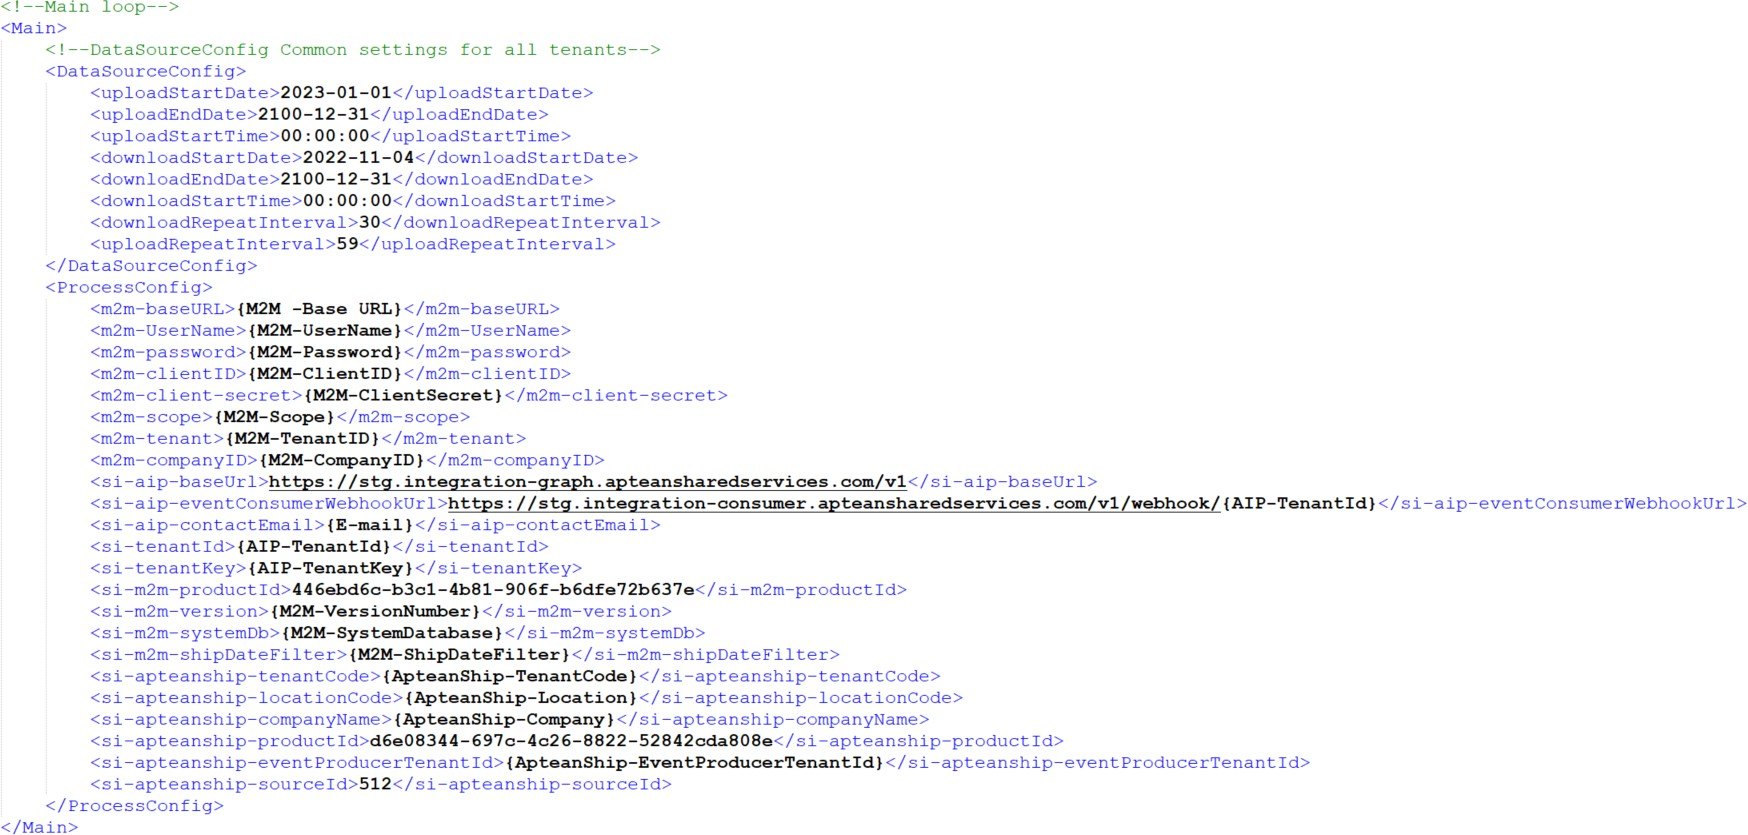 <!--Main loop-->
<Main>
<!--DataSourceConfig Common settings for all tenants-->
<DataSourceConfig>
<uploadStartDate>2023-01-01</uploadStartDate>
<uploadEndDate>2100-12-31</uploadEndDate>
<uploadStartTime>00:00:00</uploadStartTime>
<downloadStartDate>2022-11-04</downloadStartDate>
<downloadEndDate>2100-12-31</downloadEndDate>
<downloadStartTime>00:00:00</downloadStartTime>
<downloadRepeatInterval>30</downloadRepeatInterval>
<uploadRepeatInterval>59</uploadRepeatInterval>
</DataSourceConfig>
<ProcessConfig>
<m2m-baseURL>{M2M -Base URL}</m2m-baseURL>
<m2m-UserName>{M2M-UserName}</m2m-UserName>
<m2m-password>{M2M-Password}</m2m-password>
<m2m-clientID>{M2M-ClientID}</m2m-clientID>
<m2m-client-secret>{M2M-ClientSecret}</m2m-client-secret>
<m2m-scope>{M2M-Scope}</m2m-scope>
<m2m-tenant>{M2M-TenantID}</m2m-tenant>
<m2m-companyID>{M2M-CompanyID}</m2m-companyID>
<si-aip-baseUrl>https://stg.integration-graph.apteansharedservices.com/v1</si-aip-baseUrl>
<si-aip-eventConsumerWebhookUrl>https://stg.integration-consumer.apteansharedservices.com/v1/webhook/{AIP-TenantId}</si-aip-eventConsumerWebhookUrl>
<si-aip-contactEmail>{E-mail}</si-aip-contactEmail>
<si-tenantId>{AIP-TenantId}</si-tenantId>
<si-tenantKey>{AIP-TenantKey}</si-tenantKey>
<si-m2m-productId>446ebd6c-b3c1-4b81-906f-b6dfe72b637e</si-m2m-productId>
<si-m2m-version>{M2M-VersionNumber}</si-m2m-version>
<si-m2m-systemDb>{M2M-SystemDatabase}</si-m2m-systemDb>
<si-m2m-shipDateFilter>{M2M-ShipDateFilter}</si-m2m-shipDateFilter>
<si-apteanship-tenantCode>{ApteanShip-TenantCode}</si-apteanship-tenantCode>
<si-apteanship-locationCode>{ApteanShip-Location}</si-apteanship-locationCode>
<si-apteanship-companyName>{ApteanShip-Company}</si-apteanship-companyName>
<si-apteanship-productId>d6e08344-697c-4c26-8822-52842cda808e</si-apteanship-productId>
<si-apteanship-eventProducerTenantId>{ApteanShip-EventProducerTenantId}</si-apteanship-eventProducerTenantId>
<si-apteanship-sourceId>512</si-apteanship-sourceId>
</ProcessConfig>
</Main>